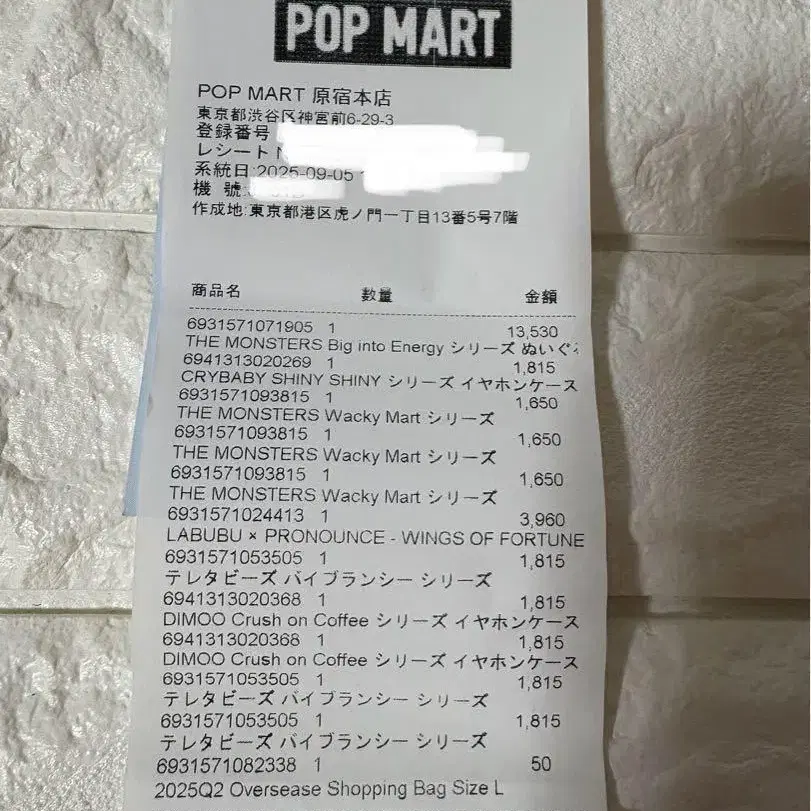 POP MART
POP MART 原宿本店
東京都渋谷区神宮前6-29-3
登録番号
レシート
系統日:2025-09-05
機 號:
作成地:東京都港区虎ノ門一丁目13番5号7階
商品名 数量 金額
6931571071905 1 13,530
THE MONSTERS Big into Energy シリーズ ぬいぐ
6941313020269 1 1,815
CRYBABY SHINY SHINY シリーズ イヤホンケース
6931571093815 1 1,650
THE MONSTERS Wacky Mart シリーズ
6931571093815 1 1,650
THE MONSTERS Wacky Mart シリーズ
6931571093815 1 1,650
THE MONSTERS Wacky Mart シリーズ
6931571024413 1 3,960
LABUBU × PRONOUNCE - WINGS OF FORTUNE
6931571053505 1 1,815
テレタビーズ バイブランシー シリーズ
6941313020368 1 1,815
DIMOO Crush on Coffee シリーズ イヤホンケース
6941313020368 1 1,815
DIMOO Crush on Coffee シリーズ イヤホンケース
6931571053505 1 1,815
テレタビーズ バイブランシー シリーズ
6931571053505 1 1,815
テレタビーズ バイブランシー シリーズ
6931571082338 1 50
2025Q2 Oversease Shopping Bag Size L